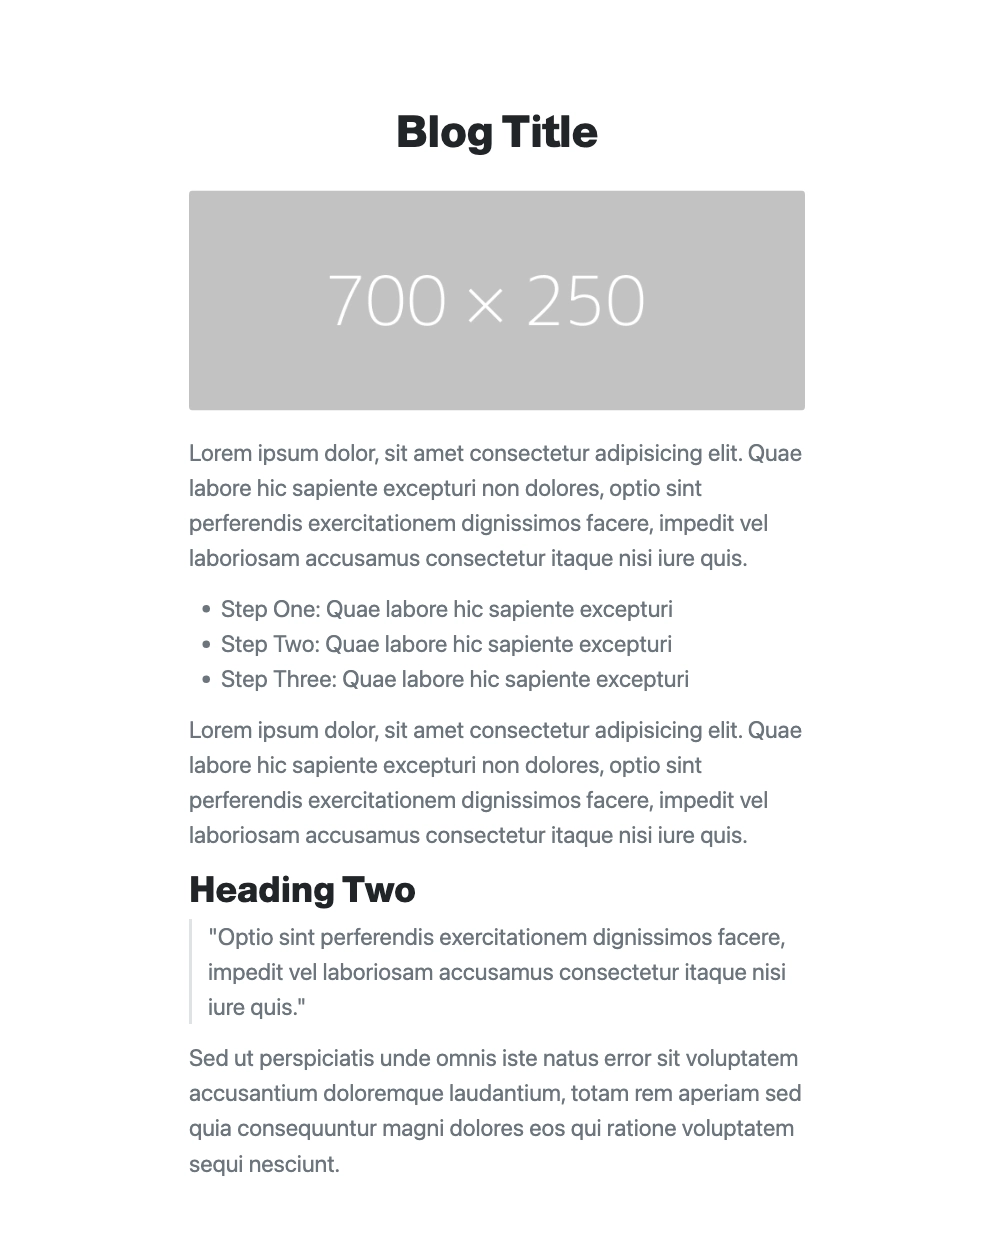 Blog Title
700 × 250
Lorem ipsum dolor, sit amet consectetur adipisicing elit. Quae
labore hic sapiente excepturi non dolores, optio sint
perferendis exercitationem dignissimos facere, impedit vel
laboriosam accusamus consectetur itaque nisi iure quis.
• Step One: Quae labore hic sapiente excepturi
• Step Two: Quae labore hic sapiente excepturi
• Step Three: Quae labore hic sapiente excepturi
Lorem ipsum dolor, sit amet consectetur adipisicing elit. Quae
labore hic sapiente excepturi non dolores, optio sint
perferendis exercitationem dignissimos facere, impedit vel
laboriosam accusamus consectetur itaque nisi iure quis.
Heading Two
"Optio sint perferendis exercitationem dignissimos facere,
impedit vel laboriosam accusamus consectetur itaque nisi
iure quis."
Sed ut perspiciatis unde omnis iste natus error sit voluptatem
accusantium doloremque laudantium, totam rem aperiam sed
quia consequuntur magni dolores eos qui ratione voluptatem
sequi nesciunt.